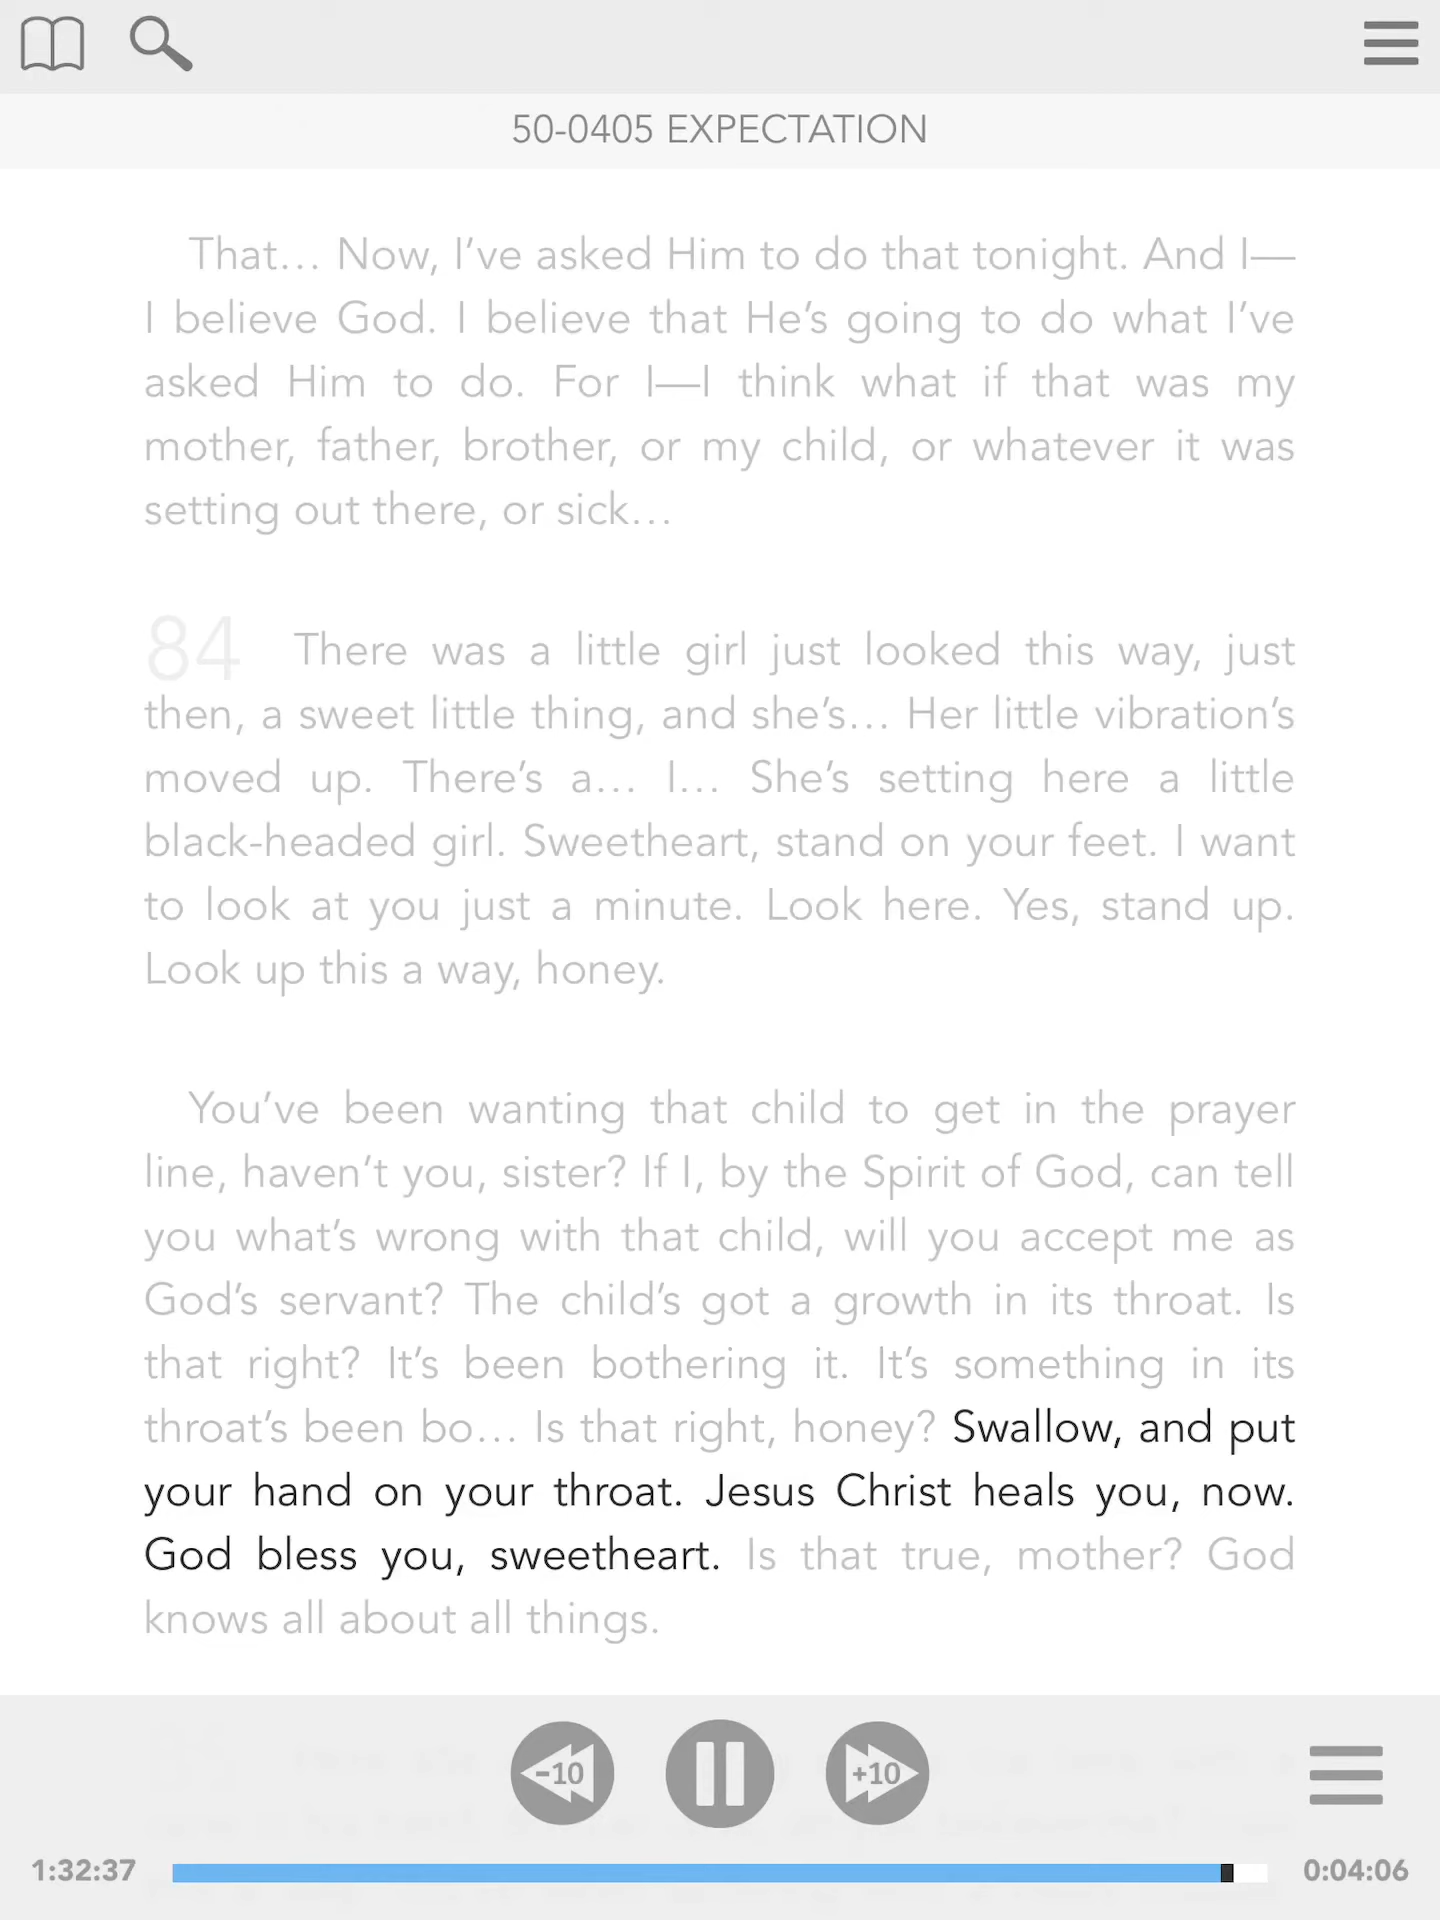 50-0405 EXPECTATION
That… Now, I’ve asked Him to do that tonight. And I—
I believe God. I believe that He’s going to do what I’ve
asked Him to do. For I—I think what if that was my
mother, father, brother, or my child, or whatever it was
setting out there, or sick…
84 There was a little girl just looked this way, just
then, a sweet little thing, and she’s… Her little vibration’s
moved up. There’s a… I… She’s setting here a little
black-headed girl. Sweetheart, stand on your feet. I want
to look at you just a minute. Look here. Yes, stand up.
Look up this a way, honey.
You’ve been wanting that child to get in the prayer
line, haven’t you, sister? If I, by the Spirit of God, can tell
you what’s wrong with that child, will you accept me as
God’s servant? The child’s got a growth in its throat. Is
that right? It’s been bothering it. It’s something in its
throat’s been bo… Is that right, honey? Swallow, and put
your hand on your throat. Jesus Christ heals you, now.
God bless you, sweetheart. Is that true, mother? God
knows all about all things.
-10 +10
1:32:37 0:04:06